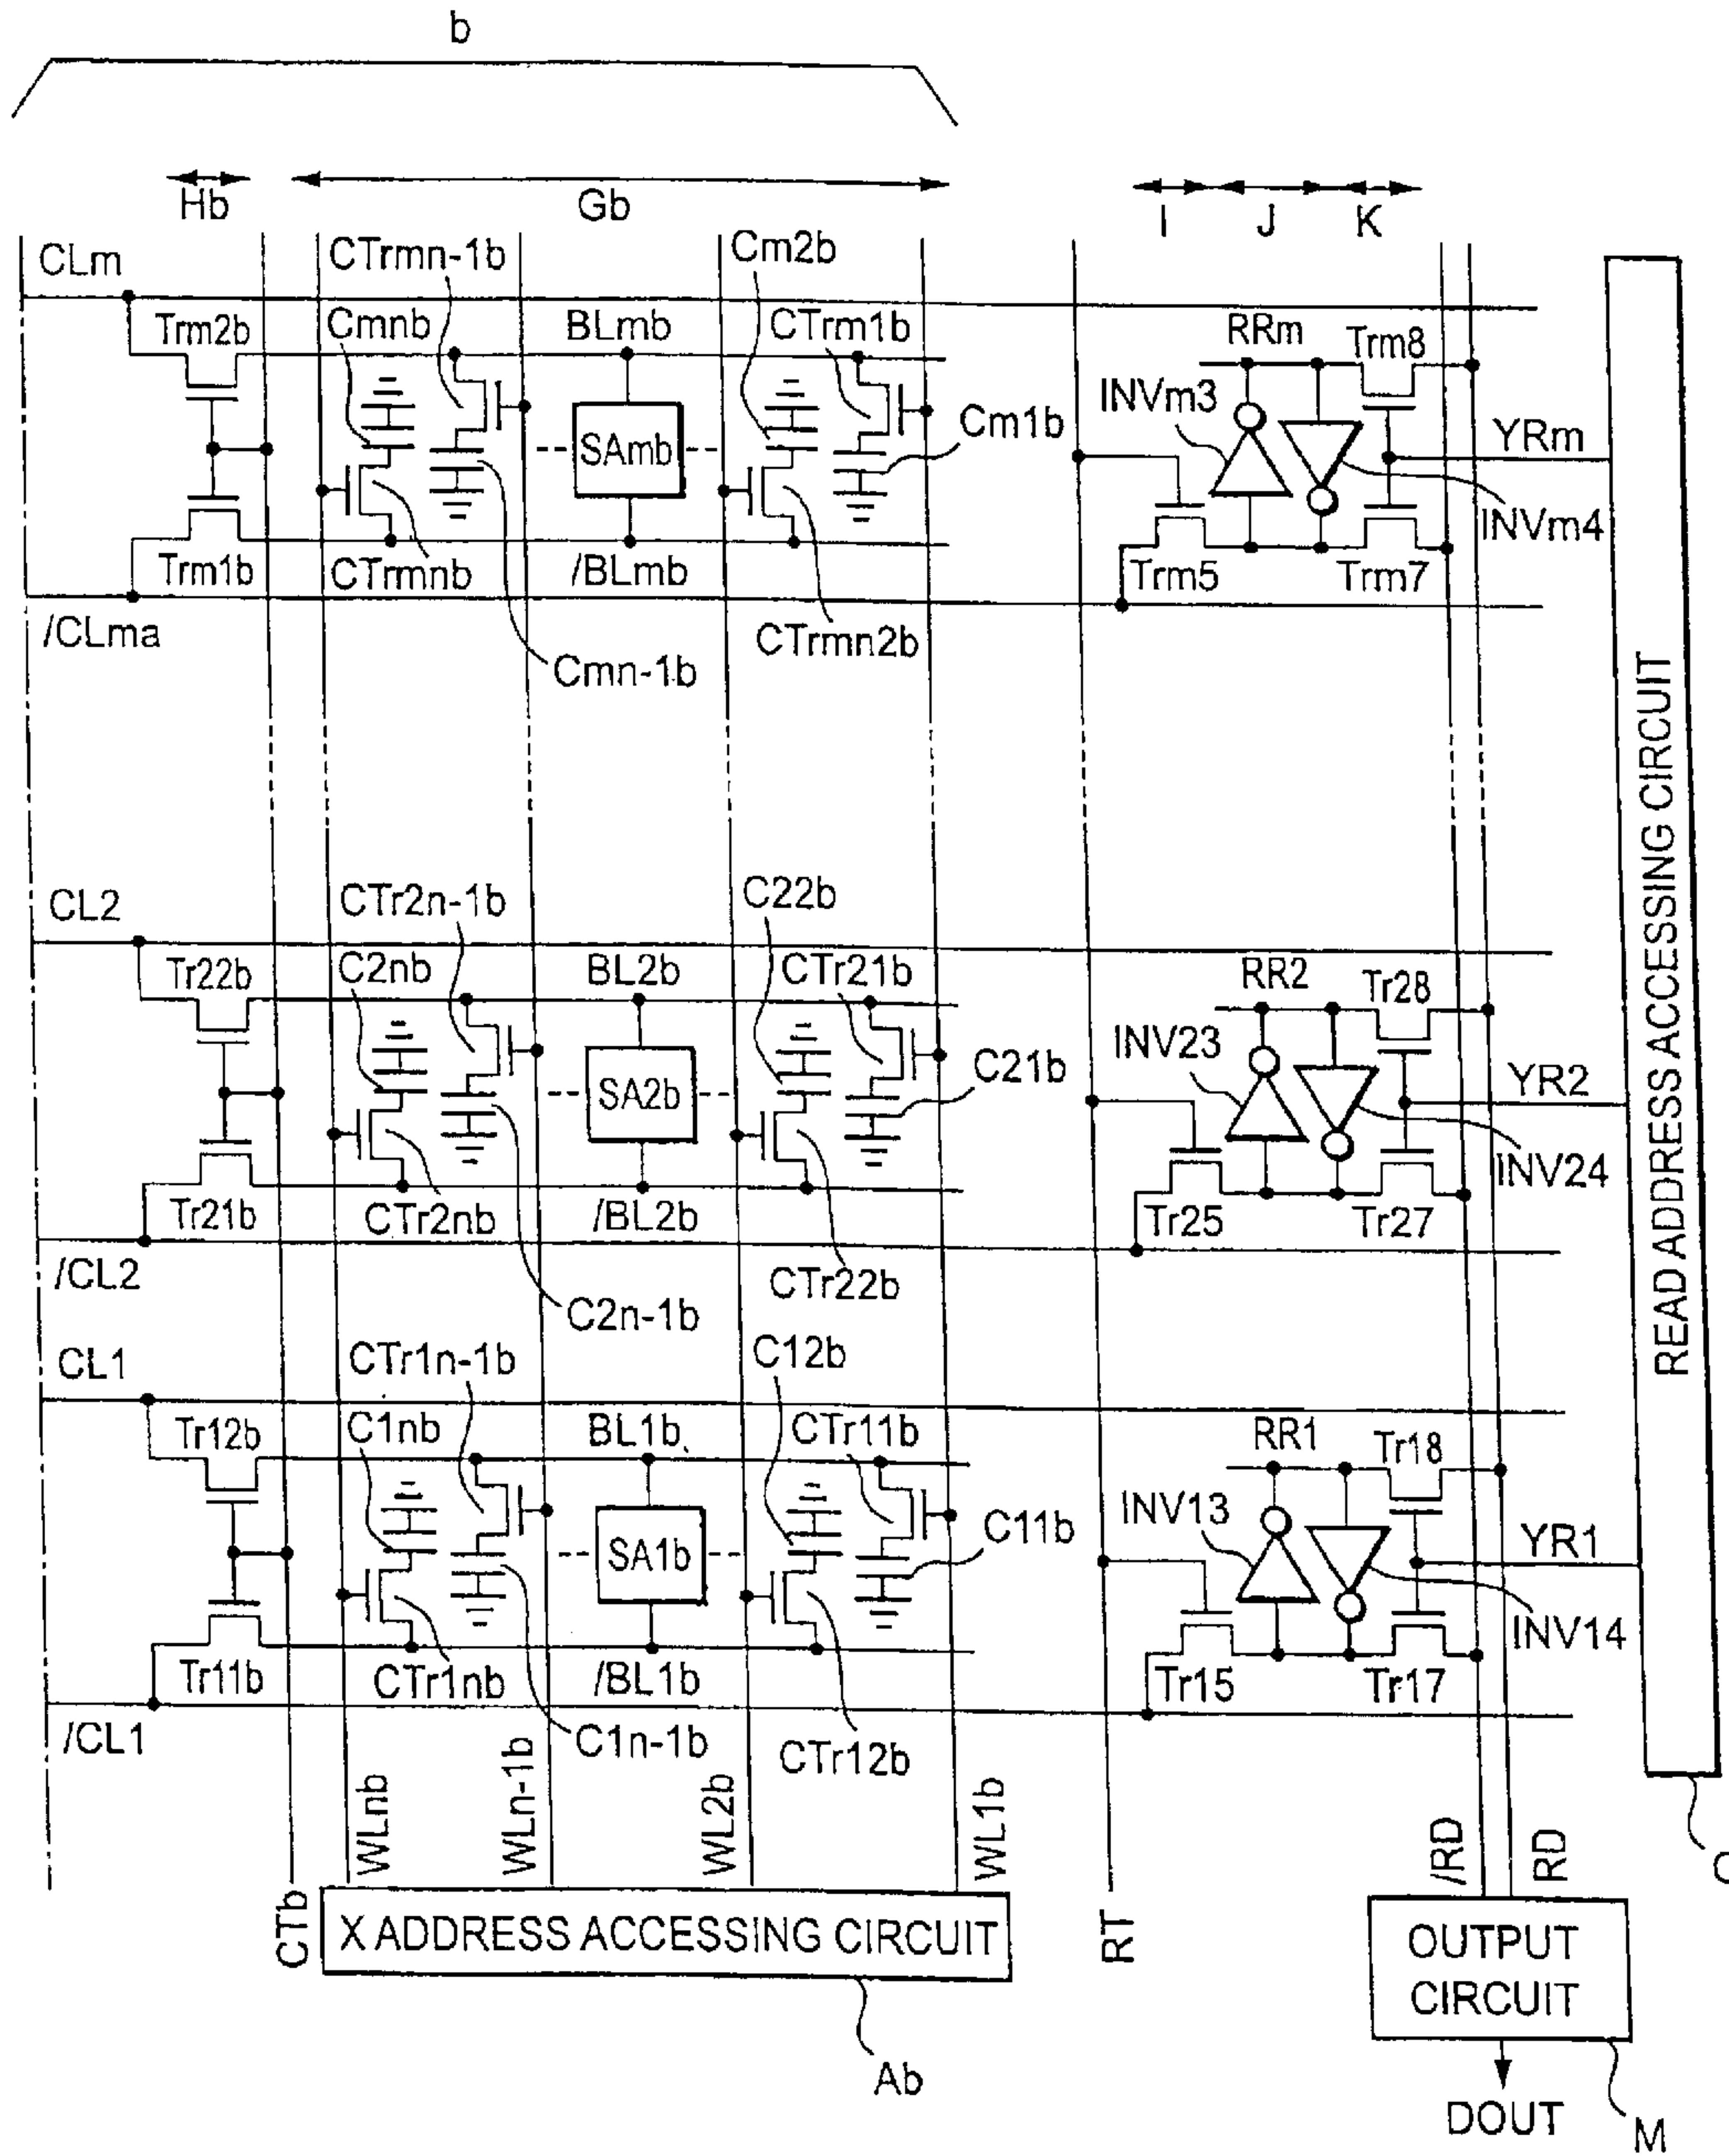 b
Hb
Gb
I
J
K
CLm
CTrmn-1b
Cm2b
Trm2b
Cmnb
BLmb
CTrm1b
RRm
Trm8
INVm3
Cm1b
YRm
SAmb
INVm4
Trm1b
CTrmnb
/BLmb
Trm5
Trm7
/CLma
CTrmn2b
Cmn-1b
READ ADDRESS ACCESSING CIRCUIT
CL2
CTr2n-1b
C22b
Tr22b
C2nb
BL2b
CTr21b
RR2
Tr28
INV23
C21b
YR2
SA2b
INV24
Tr21b
CTr2nb
/BL2b
Tr25
Tr27
/CL2
CTr22b
C2n-1b
CL1
CTr1n-1b
C12b
Tr12b
C1nb
BL1b
CTr11b
RR1
Tr18
INV13
C11b
YR1
SA1b
INV14
Tr11b
CTr1nb
/BL1b
Tr15
Tr17
/CL1
C1n-1b
CTr12b
CTb
WLnb
WLn-1b
WL2b
WL1b
RT
/RD
RD
X ADDRESS ACCESSING CIRCUIT
OUTPUT
CIRCUIT
Ab
DOUT
M